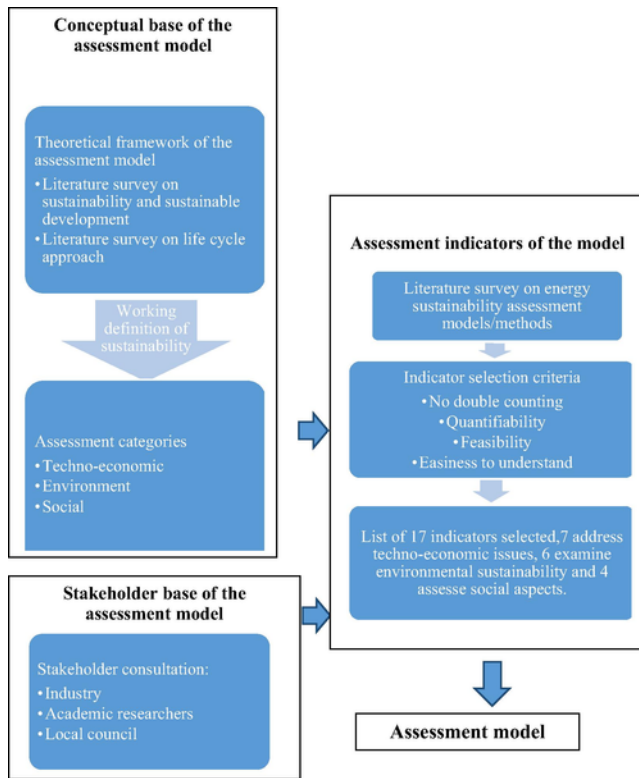 Conceptual base of the
assessment model
Theoretical framework of the
assessment model
•Literature survey on
sustainability and sustainable
development
•Literature survey on life cycle
approach
Working
definition of
sustainability
Assessment categories
•Techno-economic
•Environment
•Social
Stakeholder base of the
assessment model
Stakeholder consultation:
•Industry
•Academic researchers
•Local council
Assessment indicators of the model
Literature survey on energy
sustainability assessment
models/methods
Indicator selection criteria
•No double counting
•Quantifiability
•Feasibility
•Easiness to understand
List of 17 indicators selected,7 address
techno-economic issues, 6 examine
environmental sustainability and 4
assesse social aspects.
Assessment model